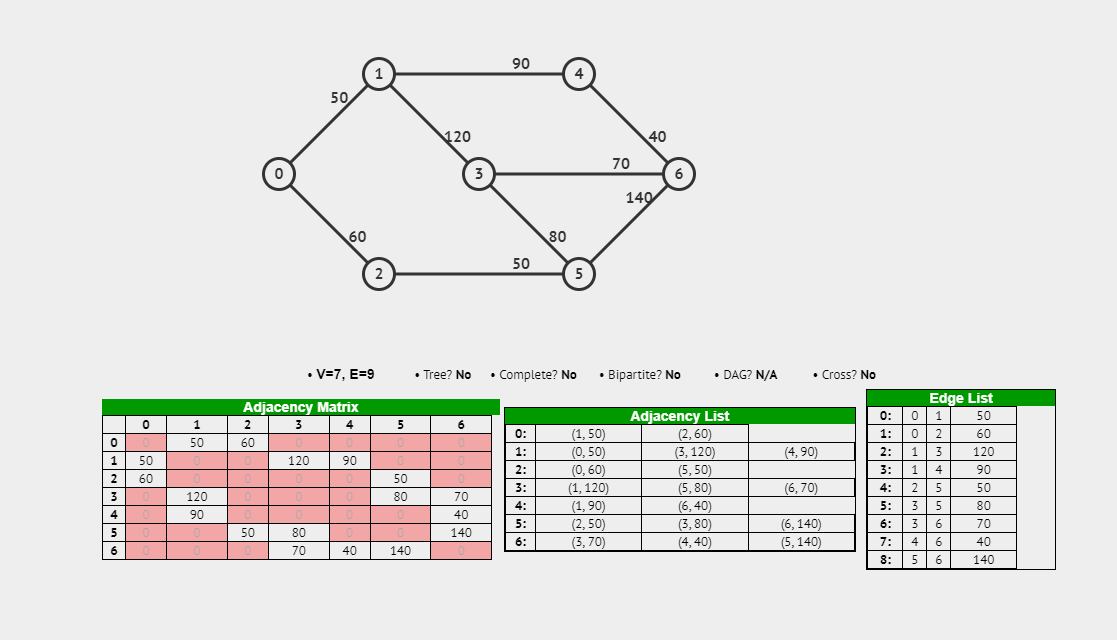 90
1 4
50
120 40
70
0 3 6
140
60 80
50
2 5
• V=7, E=9 • Tree? No • Complete? No • Bipartite? No • DAG? N/A • Cross? No
Adjacency Matrix
0 1 2 3 4 5 6
0 0 50 60 0 0 0 0
1 50 0 0 120 90 0 0
2 60 0 0 0 0 50 0
3 0 120 0 0 0 80 70
4 0 90 0 0 0 0 40
5 0 0 50 80 0 0 140
6 0 0 0 70 40 140 0
Adjacency List
0: (1, 50) (2, 60)
1: (0, 50) (3, 120) (4, 90)
2: (0, 60) (5, 50)
3: (1, 120) (5, 80) (6, 70)
4: (1, 90) (6, 40)
5: (2, 50) (3, 80) (6, 140)
6: (3, 70) (4, 40) (5, 140)
Edge List
0: 0 1 50
1: 0 2 60
2: 1 3 120
3: 1 4 90
4: 2 5 50
5: 3 5 80
6: 3 6 70
7: 4 6 40
8: 5 6 140